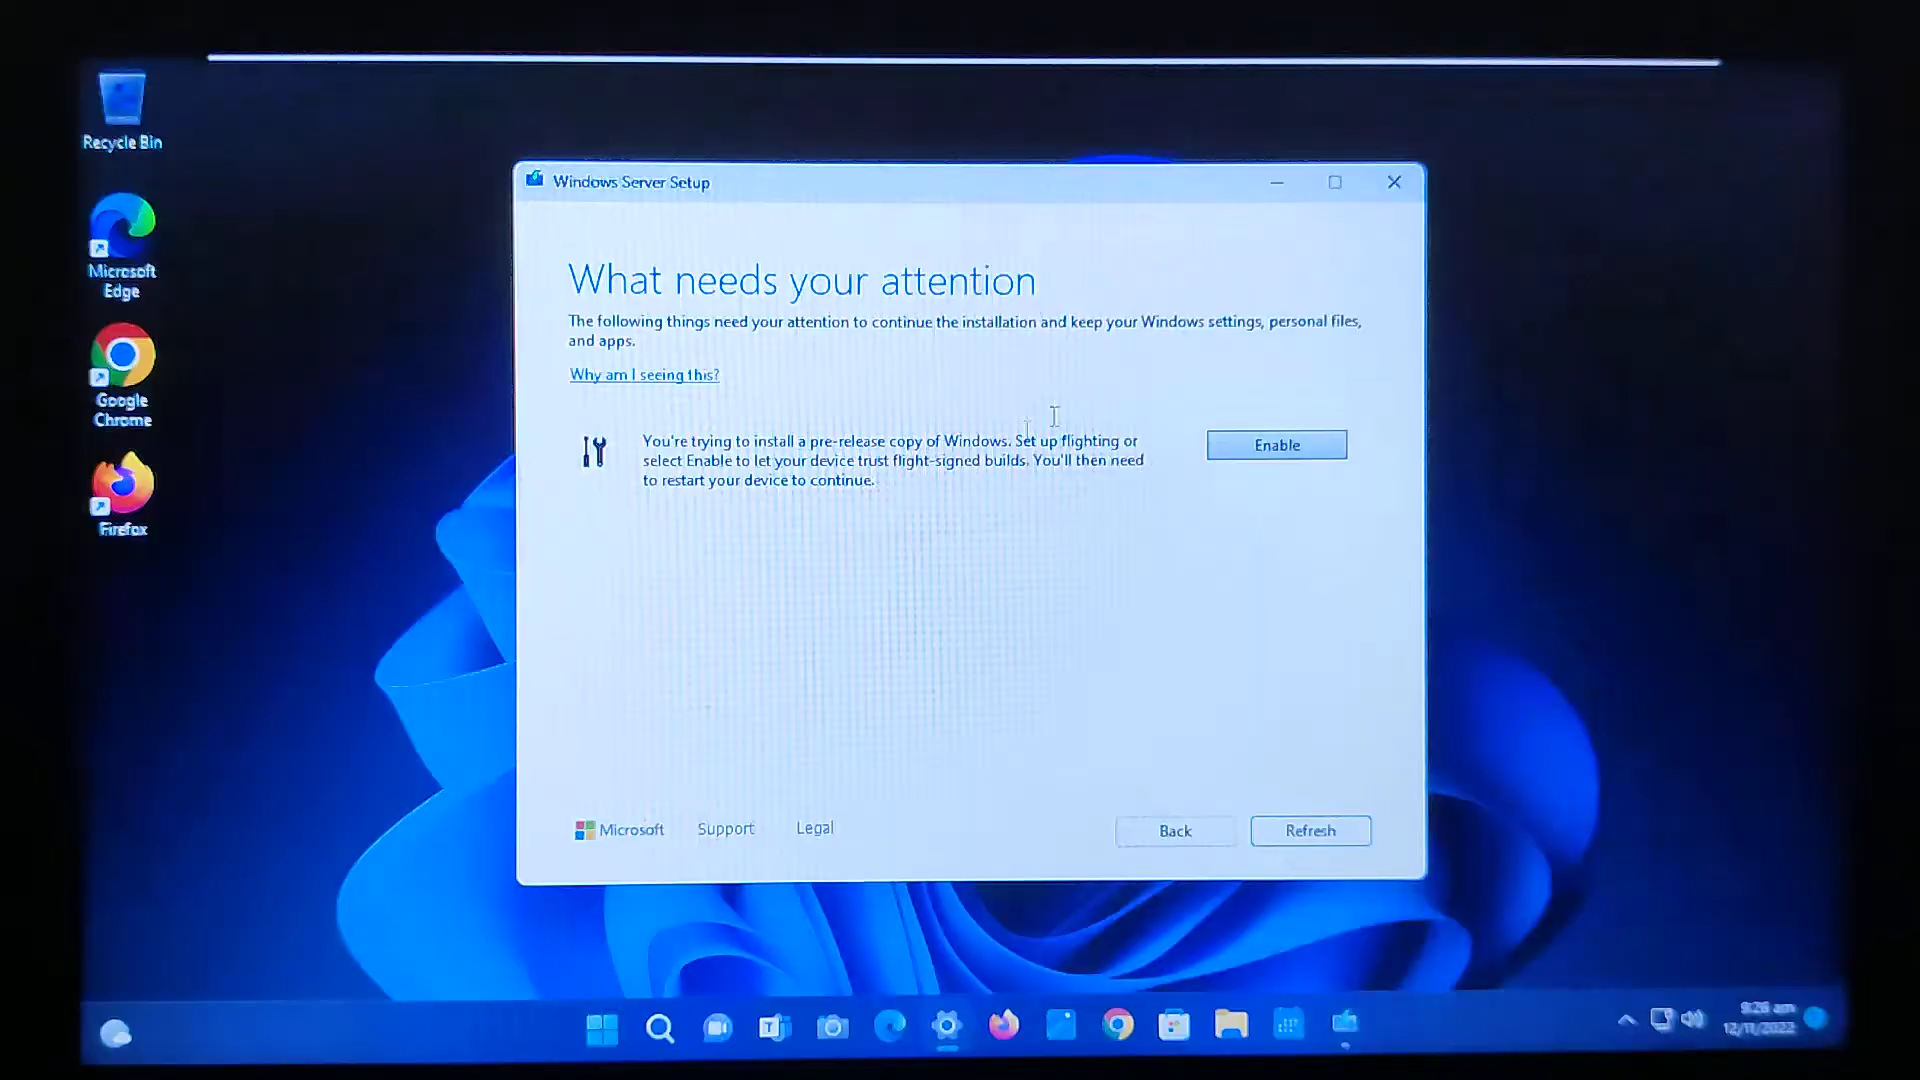 Recycle Bin
Microsoft
Edge
Google
Chrome
Firefox
Windows Server Setup
What needs your attention
The following things need your attention to continue the installation and keep your Windows settings, personal files,
and apps.
Why am I seeing this?
You're trying to install a pre-release copy of Windows. Set up flighting or
select Enable to let your device trust flight-signed builds. You'll then need
to restart your device to continue.
Enable
Microsoft
Support
Legal
Back
Refresh
9:26 am
12/11/2022